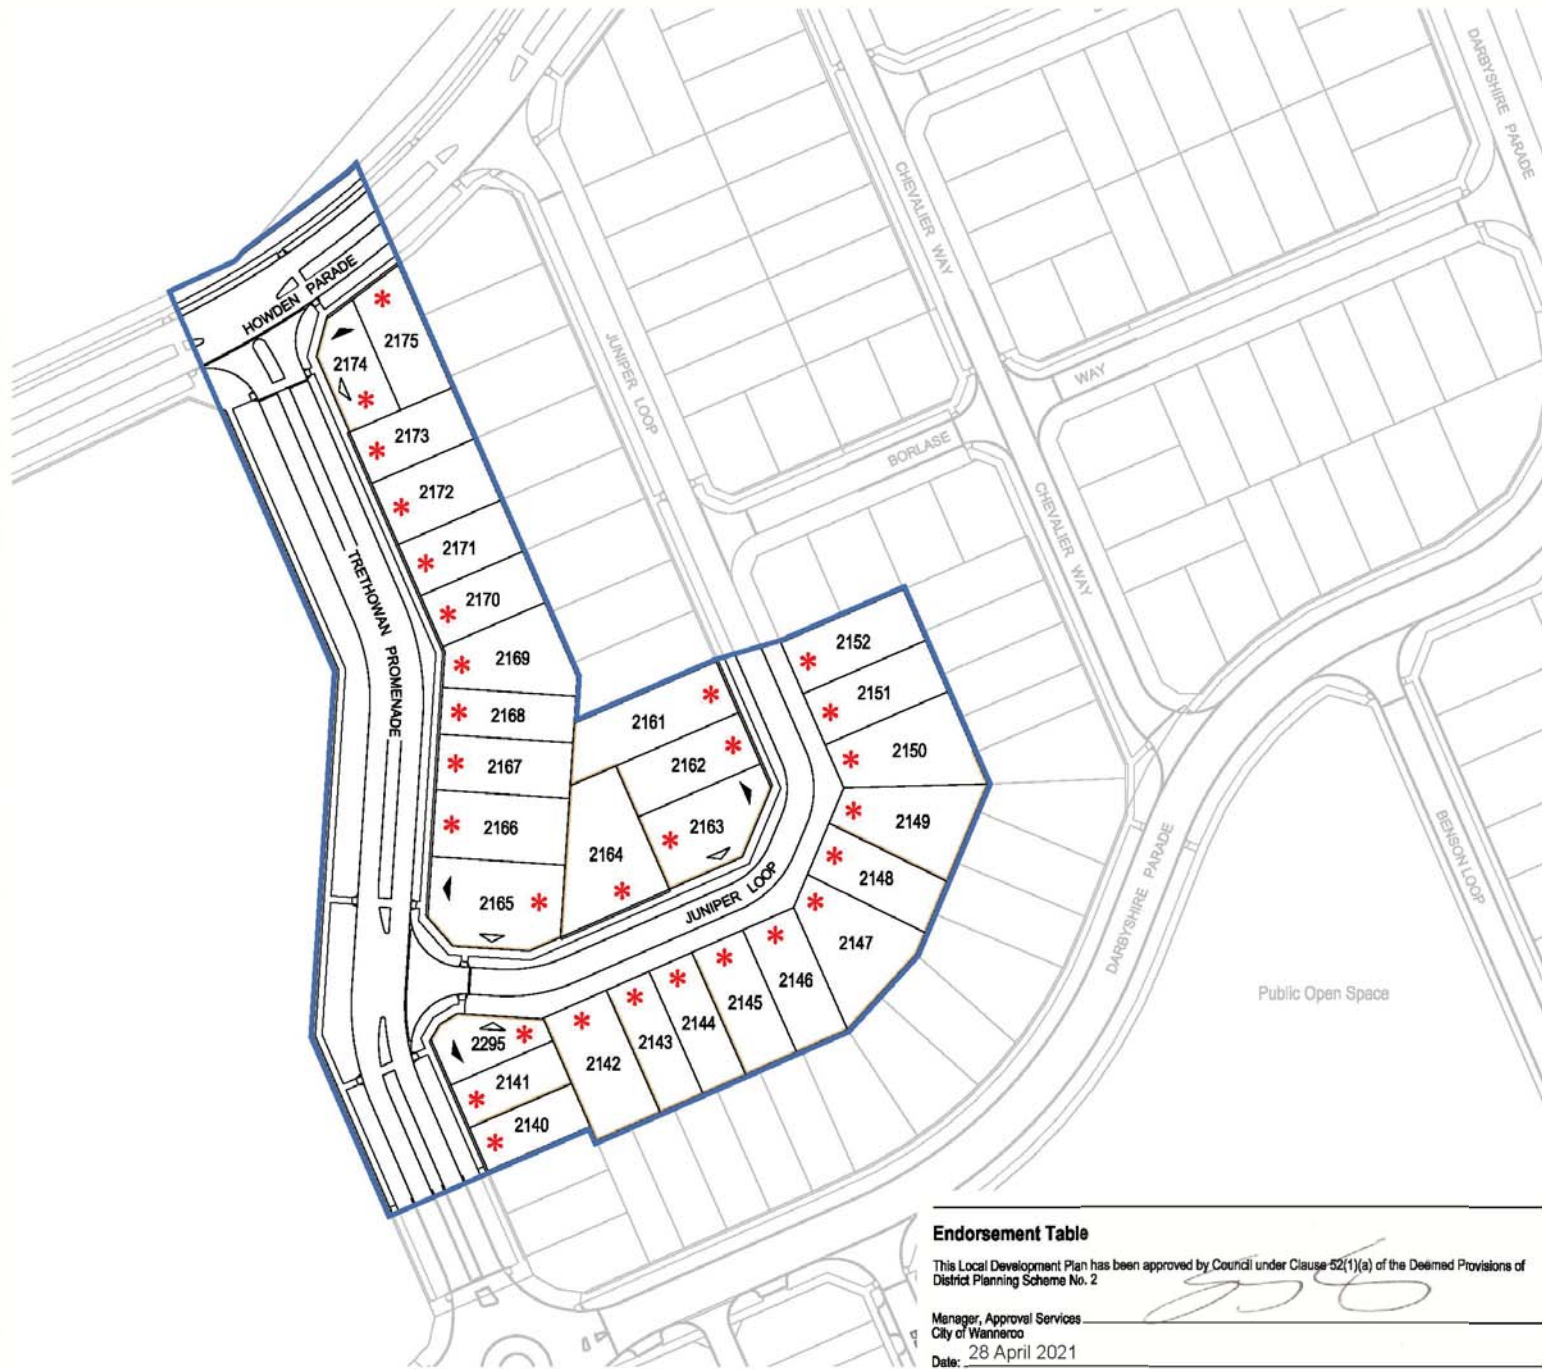 DARBYSHIRE PARADE
CHEVALIER WAY
HOWDEN PARADE
2175
2174
JUNIPER LOOP
WAY
2173
BORLASE
2172
CHEVALIER WAY
2171
TRETHOWAN PROMENADE
2170
2152
2169
2151
2168
2161
2150
2167
2162
2149
2166
2163
2164
2148
BENSON LOOP
DARBYSHIRE PARADE
2165
JUNIPER LOOP
2147
2146
Public Open Space
2145
2144
2143
2295
2142
2141
2140
Endorsement Table
This Local Development Plan has been approved by Council under Clause 52(1)(a) of the Deemed Provisions of
District Planning Scheme No. 2
Manager, Approval Services
City of Wanneroo
Date: 28 April 2021